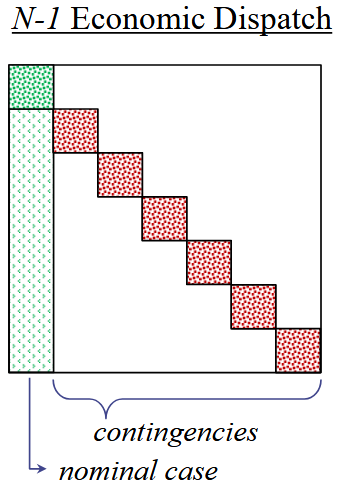 N-1 Economic Dispatch
contingencies
nominal case